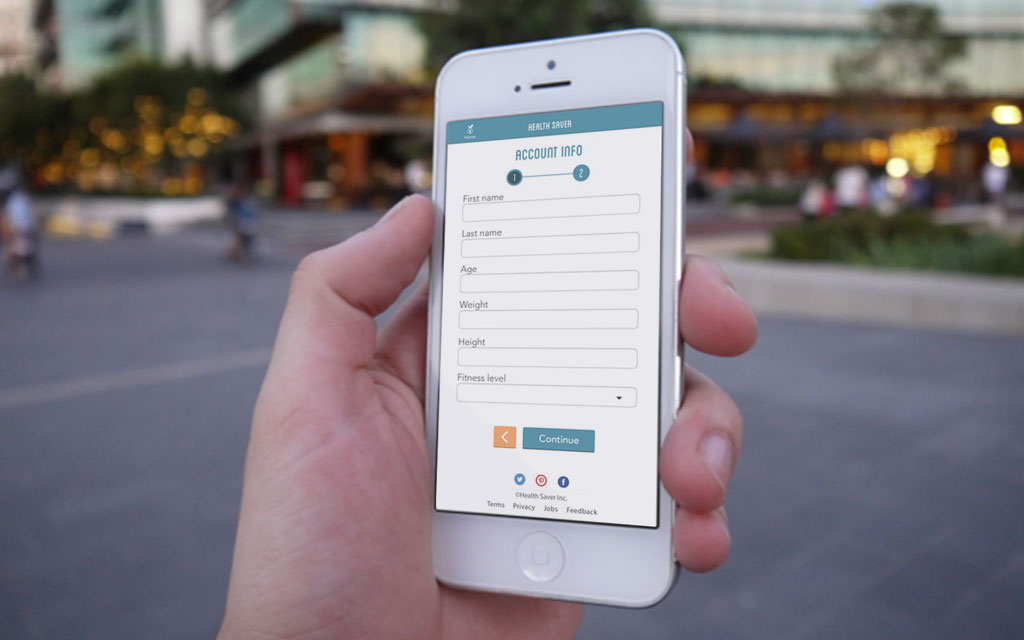 HEALTH SAVER
ACCOUNT INFO
1 2
First name
Last name
Age
Weight
Height
Fitness level
Continue
©Health Saver Inc.
Terms Privacy Jobs Feedback